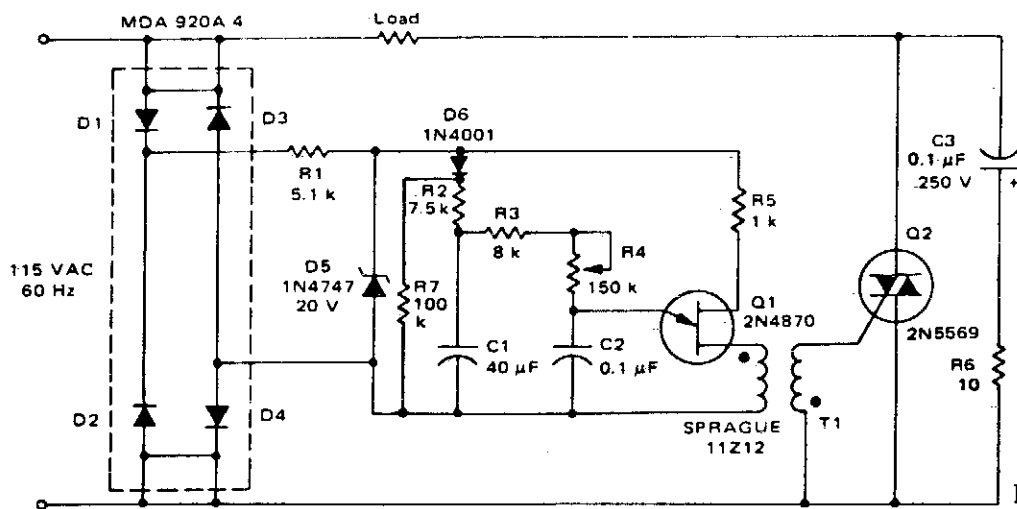 MDA 920A 4
Load
D1
D3
D6
1N4001
C3
0.1 µF
.250 V
+
R1
5.1 k
R2
7.5 k
R5
1 k
R3
8 k
R4
150 k
Q2
115 VAC
60 Hz
D5
1N4747
20 V
R7
100
k
Q1
2N4870
2N5569
C1
40 µF
C2
0.1 µF
R6
10
D2
D4
SPRAGUE
11Z12
T1